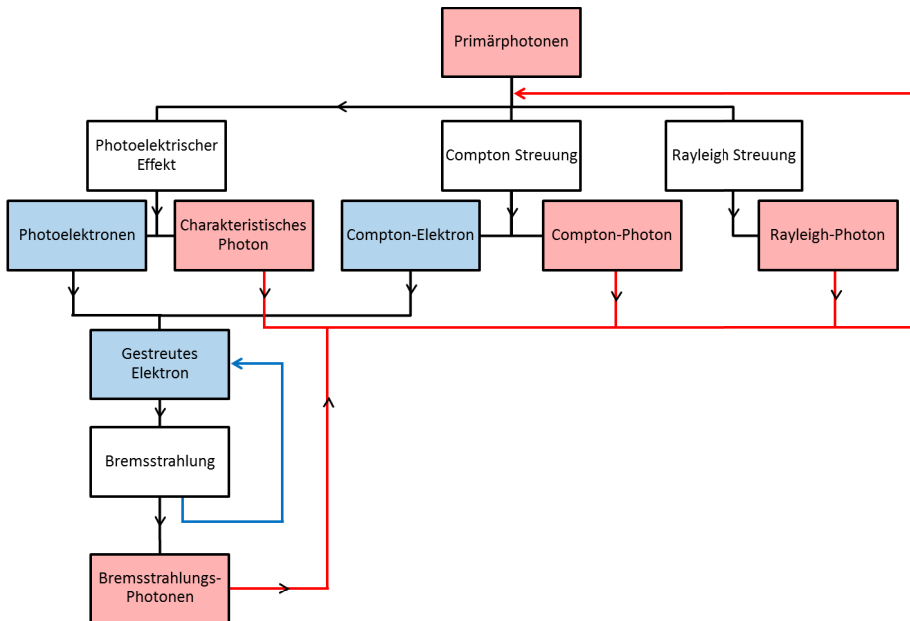 Primärphotonen
Photoelektrischer
Effekt
Compton Streuung
Rayleigh Streuung
Photoelektronen
Charakteristisches
Photon
Compton-Elektron
Compton-Photon
Rayleigh-Photon
Gestreutes
Elektron
Bremsstrahlung
Bremsstrahlungs-
Photonen